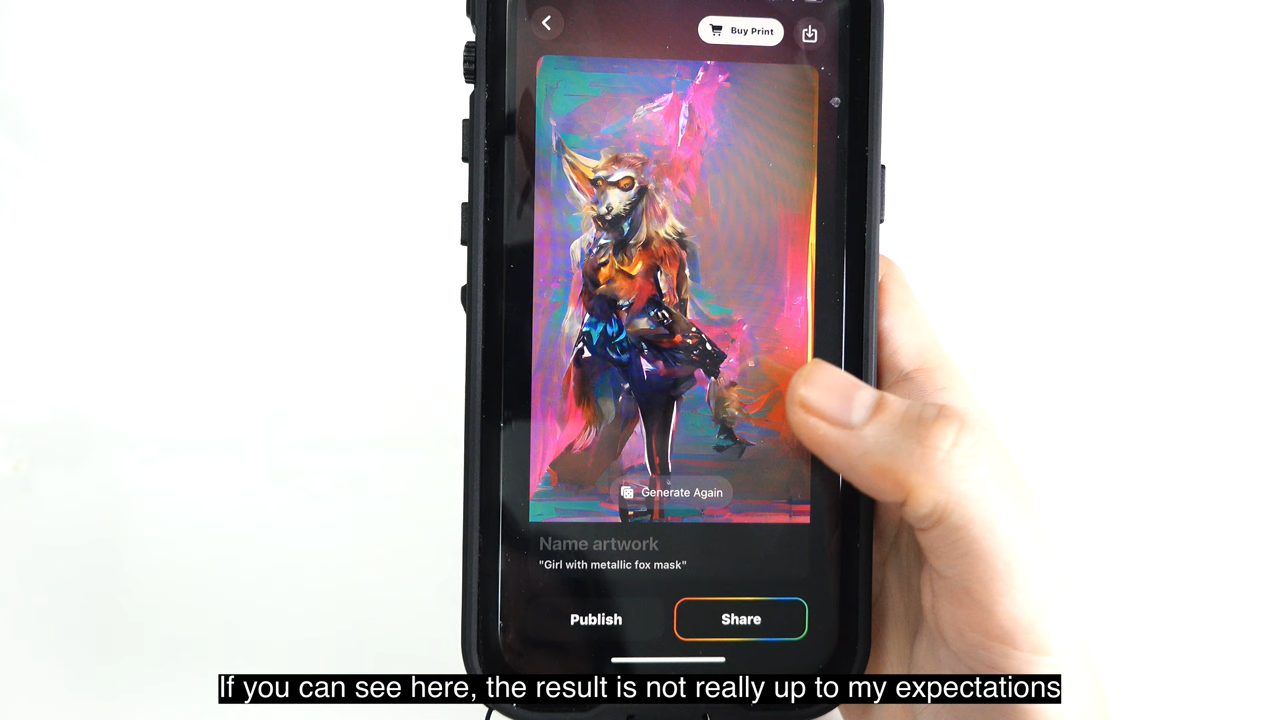 Buy Print
Generate Again
Name artwork
"Girl with metallic fox mask"
Publish
Share
If you can see here, the result is not really up to my expectations